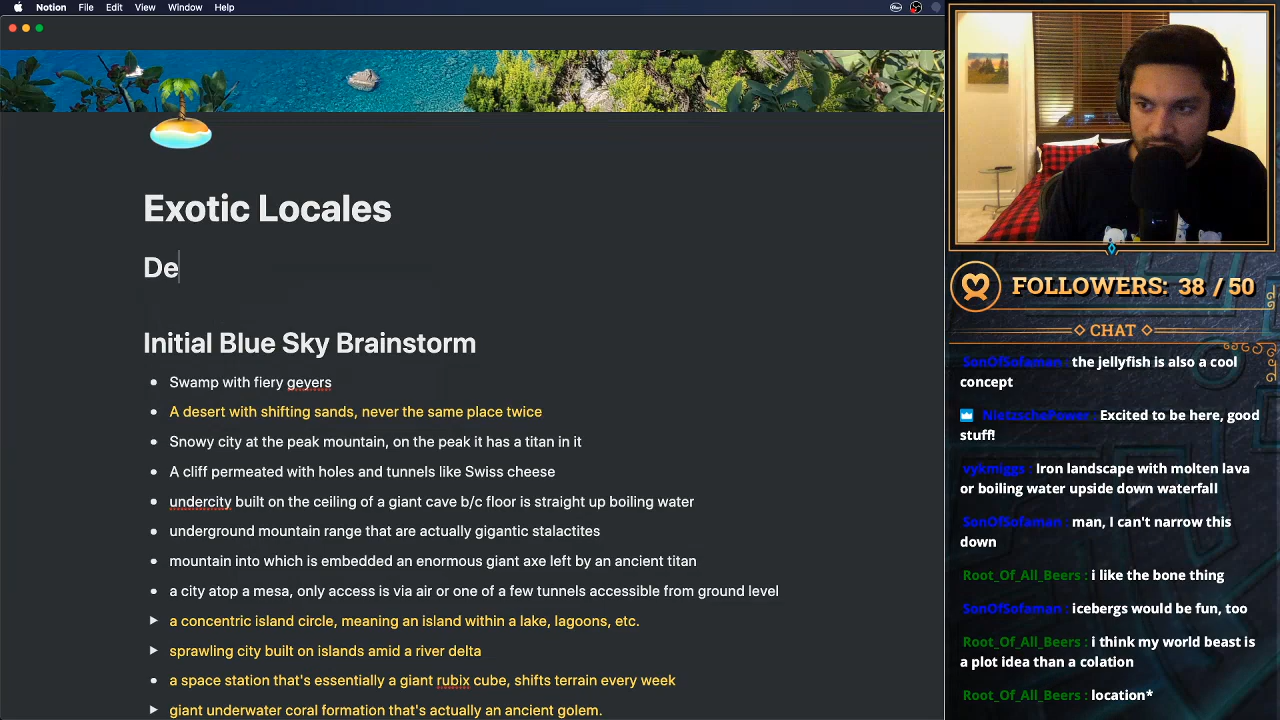 Notion File Edit View Window Help
Exotic Locales
De
Initial Blue Sky Brainstorm
Swamp with fiery geyers
A desert with shifting sands, never the same place twice
Snowy city at the peak mountain, on the peak it has a titan in it
A cliff permeated with holes and tunnels like Swiss cheese
undercity built on the ceiling of a giant cave b/c floor is straight up boiling water
underground mountain range that are actually gigantic stalactites
mountain into which is embedded an enormous giant axe left by an ancient titan
a city atop a mesa, only access is via air or one of a few tunnels accessible from ground level
a concentric island circle, meaning an island within a lake, lagoons, etc.
sprawling city built on islands amid a river delta
a space station that's essentially a giant rubix cube, shifts terrain every week
giant underwater coral formation that's actually an ancient golem.
FOLLOWERS: 38 / 50
CHAT
SonOfSofaman : the jellyfish is also a cool
concept
NietzschePower : Excited to be here, good
stuff!
vykmiggs : Iron landscape with molten lava
or boiling water upside down waterfall
SonOfSofaman : man, I can't narrow this
down
Root_Of_All_Beers : i like the bone thing
SonOfSofaman : icebergs would be fun, too
Root_Of_All_Beers : i think my world beast is
a plot idea than a colation
Root_Of_All_Beers : location*